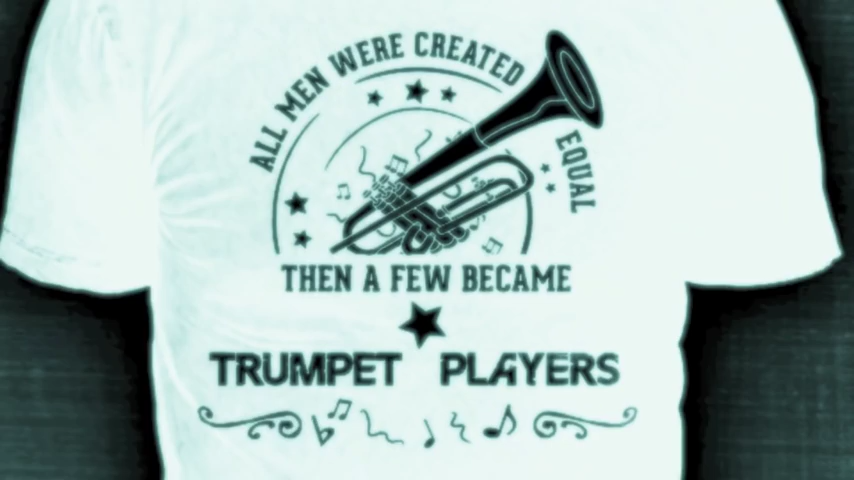 ALL MEN WERE CREATED
EQUAL
THEN A FEW BECAME
TRUMPET PLAYERS